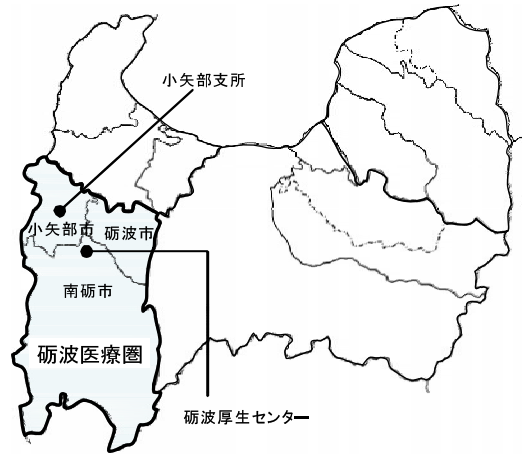 小矢部支所
小矢部市
砺波市
南砺市
砺波医療圏
砺波厚生センター